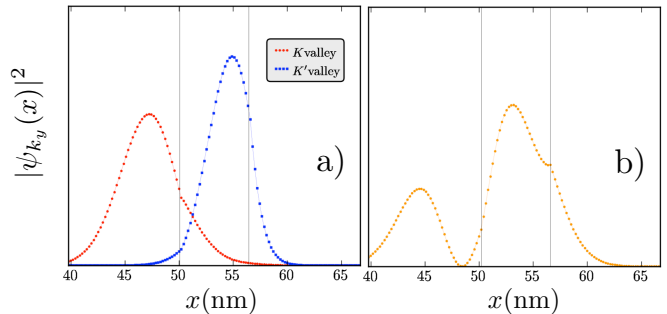 |ψ_{k_y}(x)|²
K valley
K′ valley
a)
40 45 50 55 60 65
x(nm)
b)
40 45 50 55 60 65
x(nm)